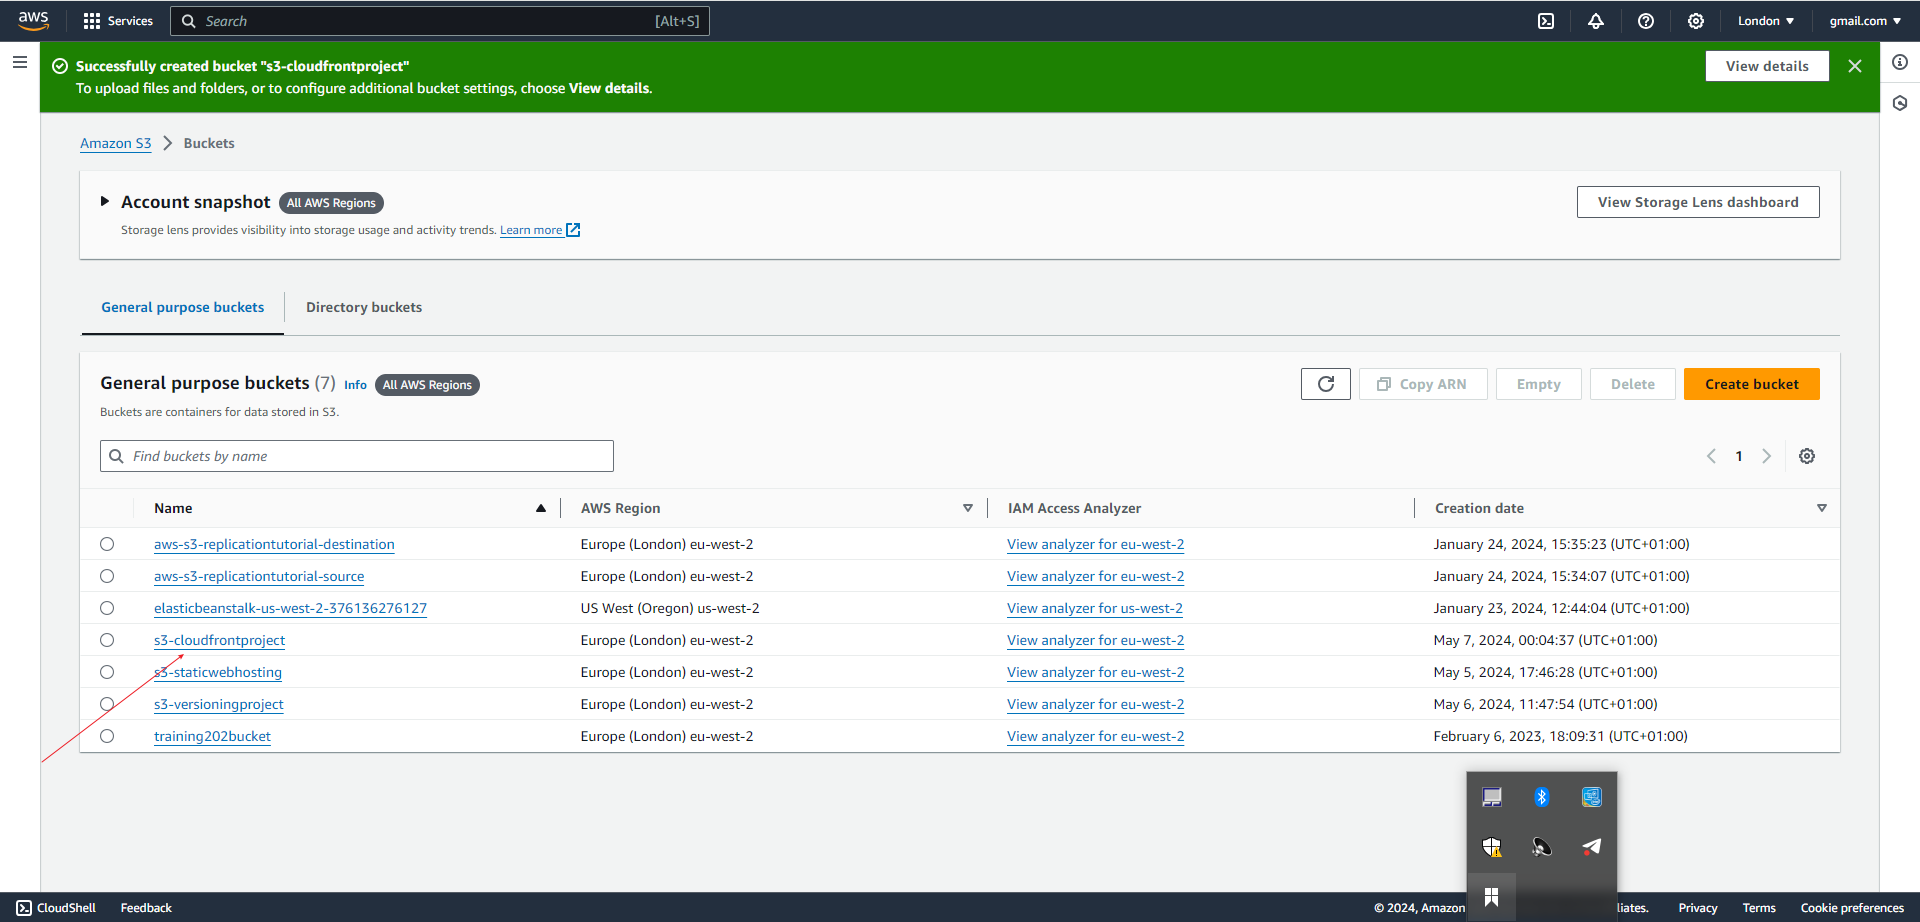 aws
Services
Search [Alt+S]
London ▼
gmail.com ▼
Successfully created bucket "s3-cloudfrontproject"
To upload files and folders, or to configure additional bucket settings, choose View details.
View details
Amazon S3 > Buckets
Account snapshot All AWS Regions
Storage lens provides visibility into storage usage and activity trends. Learn more
View Storage Lens dashboard
General purpose buckets
Directory buckets
General purpose buckets (7) Info All AWS Regions
Buckets are containers for data stored in S3.
Copy ARN
Empty
Delete
Create bucket
Find buckets by name
1
Name AWS Region IAM Access Analyzer Creation date
aws-s3-replicationtutorial-destination Europe (London) eu-west-2 View analyzer for eu-west-2 January 24, 2024, 15:35:23 (UTC+01:00)
aws-s3-replicationtutorial-source Europe (London) eu-west-2 View analyzer for eu-west-2 January 24, 2024, 15:34:07 (UTC+01:00)
elasticbeanstalk-us-west-2-376136276127 US West (Oregon) us-west-2 View analyzer for us-west-2 January 23, 2024, 12:44:04 (UTC+01:00)
s3-cloudfrontproject Europe (London) eu-west-2 View analyzer for eu-west-2 May 7, 2024, 00:04:37 (UTC+01:00)
s3-staticwebhosting Europe (London) eu-west-2 View analyzer for eu-west-2 May 5, 2024, 17:46:28 (UTC+01:00)
s3-versioningproject Europe (London) eu-west-2 View analyzer for eu-west-2 May 6, 2024, 11:47:54 (UTC+01:00)
training202bucket Europe (London) eu-west-2 View analyzer for eu-west-2 February 6, 2023, 18:09:31 (UTC+01:00)
CloudShell
Feedback
© 2024, Amazon
liates.
Privacy
Terms
Cookie preferences